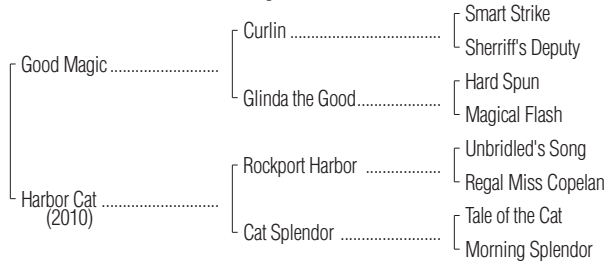 Smart Strike
Curlin ..............................
Sherriff's Deputy
Good Magic ......................
Hard Spun
Glinda the Good .................
Magical Flash
Unbridled's Song
Rockport Harbor ...............
Regal Miss Copelan
Harbor Cat ........................
(2010)
Tale of the Cat
Cat Splendor ....................
Morning Splendor